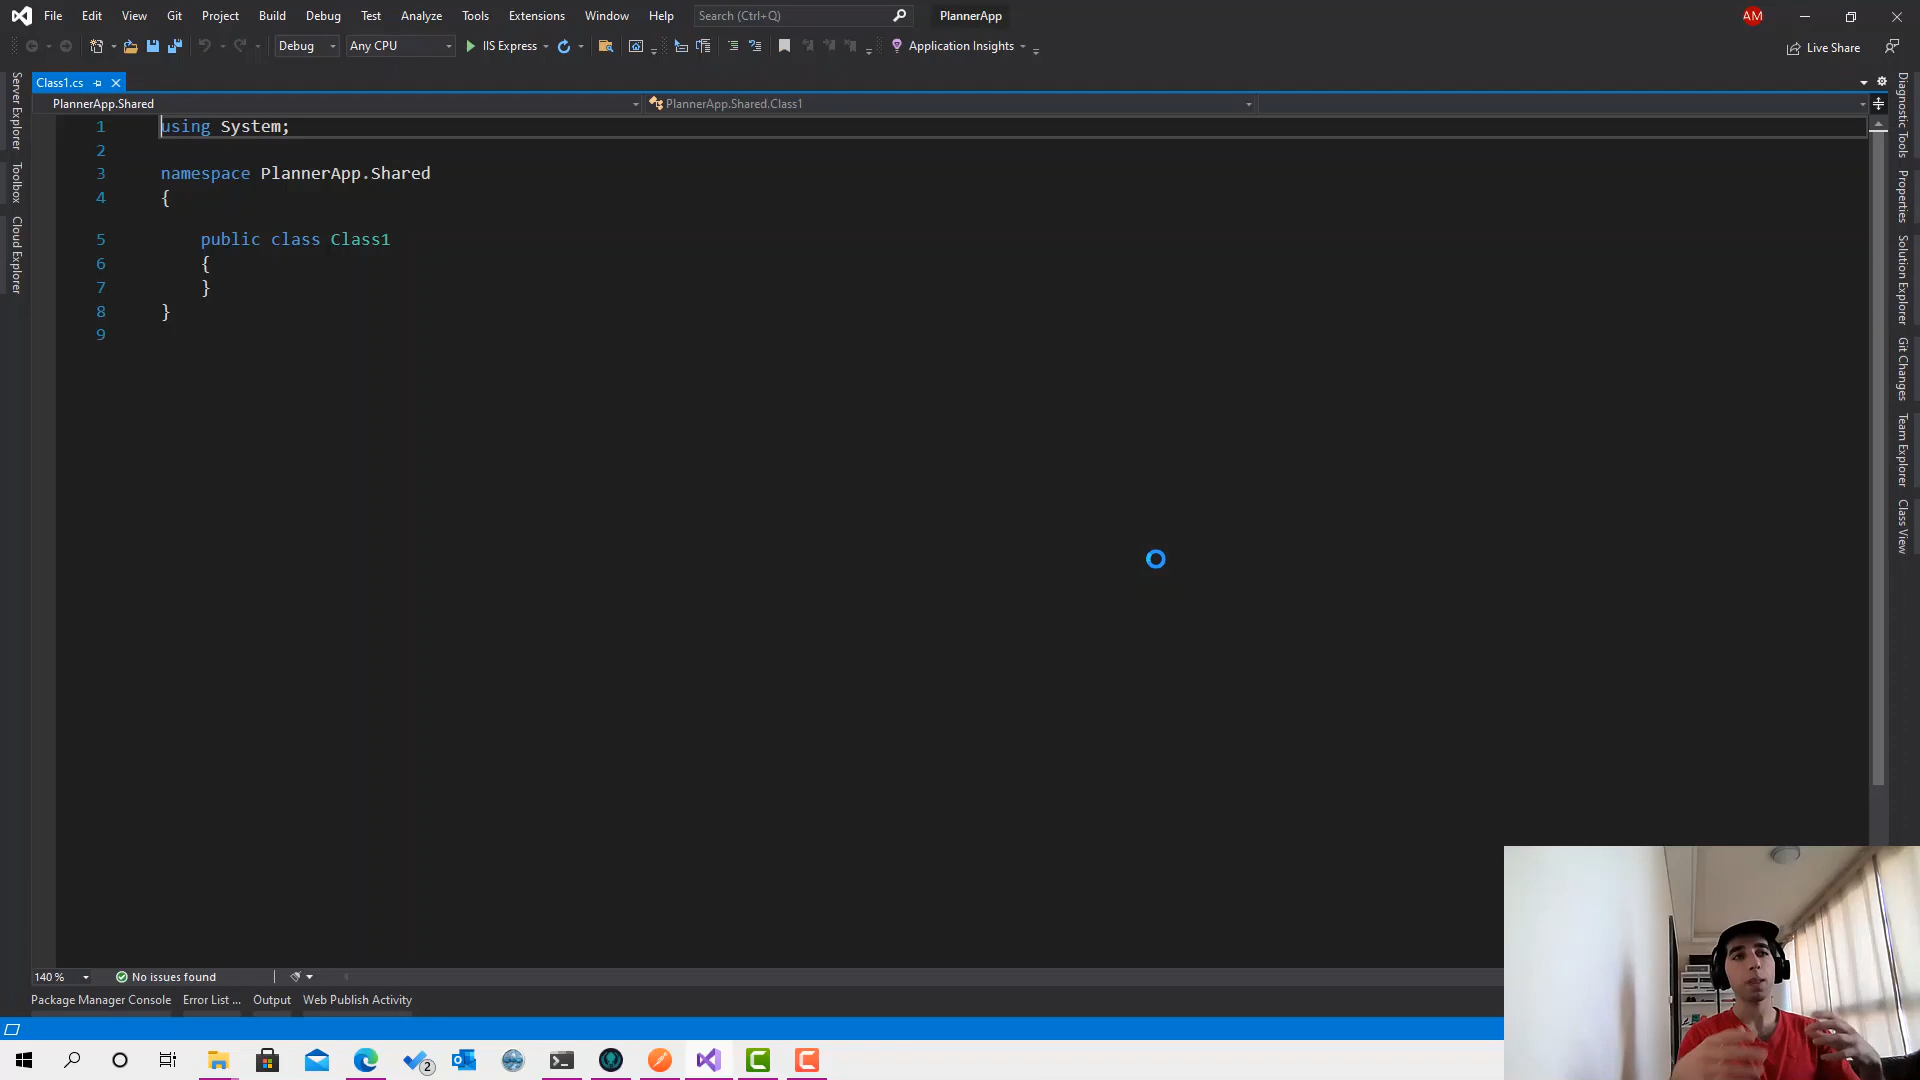 File Edit View Git Project Build Debug Test Analyze Tools Extensions Window Help Search (Ctrl+Q) PlannerApp AM
Debug Any CPU IIS Express Application Insights Live Share
Class1.cs
PlannerApp.Shared PlannerApp.Shared.Class1
Server Explorer
Toolbox
Cloud Explorer
1 using System;
2
3 namespace PlannerApp.Shared
4 {
5 public class Class1
6 {
7 }
8 }
9
Diagnostic Tools
Properties
Solution Explorer
Git Changes
Team Explorer
Class View
140 % No issues found
Package Manager Console Error List ... Output Web Publish Activity
2